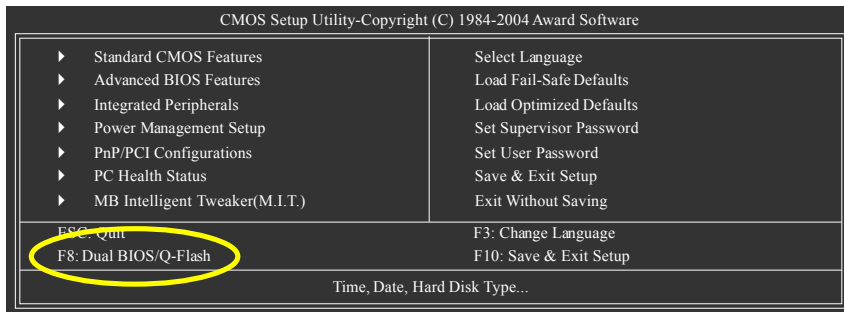 CMOS Setup Utility-Copyright (C) 1984-2004 Award Software
Standard CMOS Features
Advanced BIOS Features
Integrated Peripherals
Power Management Setup
PnP/PCI Configurations
PC Health Status
MB Intelligent Tweaker(M.I.T.)
Select Language
Load Fail-Safe Defaults
Load Optimized Defaults
Set Supervisor Password
Set User Password
Save & Exit Setup
Exit Without Saving
ESC: Quit
F8: Dual BIOS/Q-Flash
F3: Change Language
F10: Save & Exit Setup
Time, Date, Hard Disk Type...